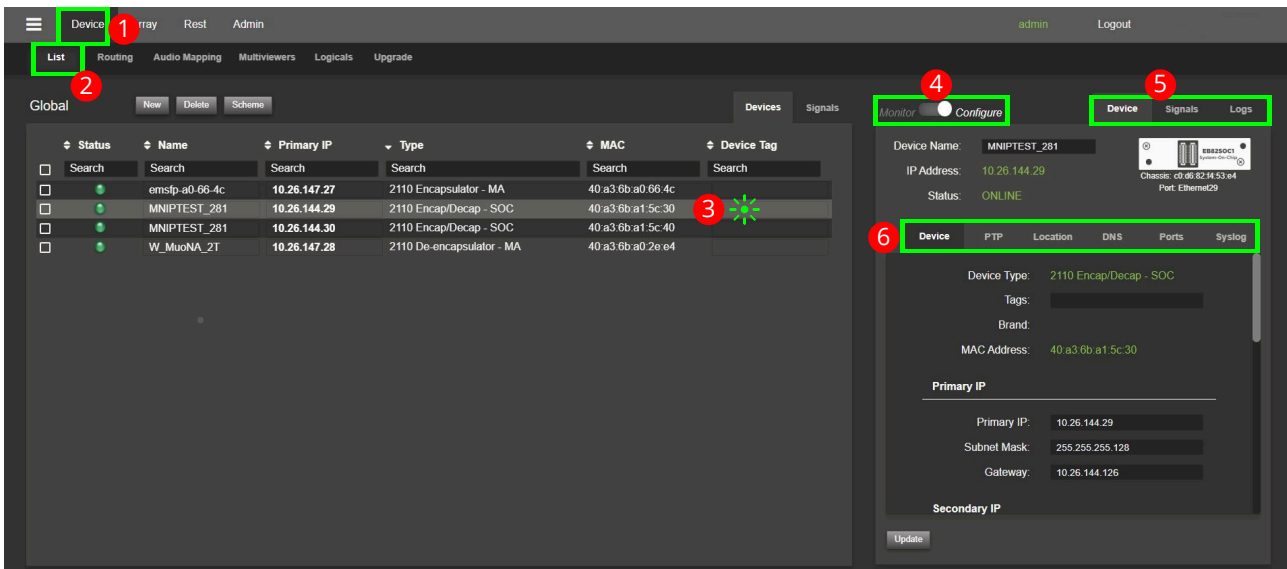 Device Array Rest Admin admin Logout
1
List Routing Audio Mapping Multiviewers Logicals Upgrade
2
Global New Delete Scheme Devices Signals
Status Name Primary IP Type MAC Device Tag
Search Search Search Search Search Search
emsfp-a0-66-4c 10.26.147.27 2110 Encapsulator - MA 40:a3:6b:a0:66:4c
MNIPTEST_281 10.26.144.29 2110 Encap/Decap - SOC 40:a3:6b:a1:5c:30
3
MNIPTEST_281 10.26.144.30 2110 Encap/Decap - SOC 40:a3:6b:a1:5c:40
W_MuoNA_2T 10.26.147.28 2110 De-encapsulator - MA 40:a3:6b:a0:2e:e4
4
Monitor Configure
5
Device Signals Logs
Device Name: MNIPTEST_281
IP Address: 10.26.144.29
Status: ONLINE
EB82SOC1
System-On-Chip
Chassis: c0:d6:82:f4:53:e4
Port: Ethernet29
6
Device PTP Location DNS Ports Syslog
Device Type: 2110 Encap/Decap - SOC
Tags:
Brand:
MAC Address: 40:a3:6b:a1:5c:30
Primary IP
Primary IP: 10.26.144.29
Subnet Mask: 255.255.255.128
Gateway: 10.26.144.126
Secondary IP
Update